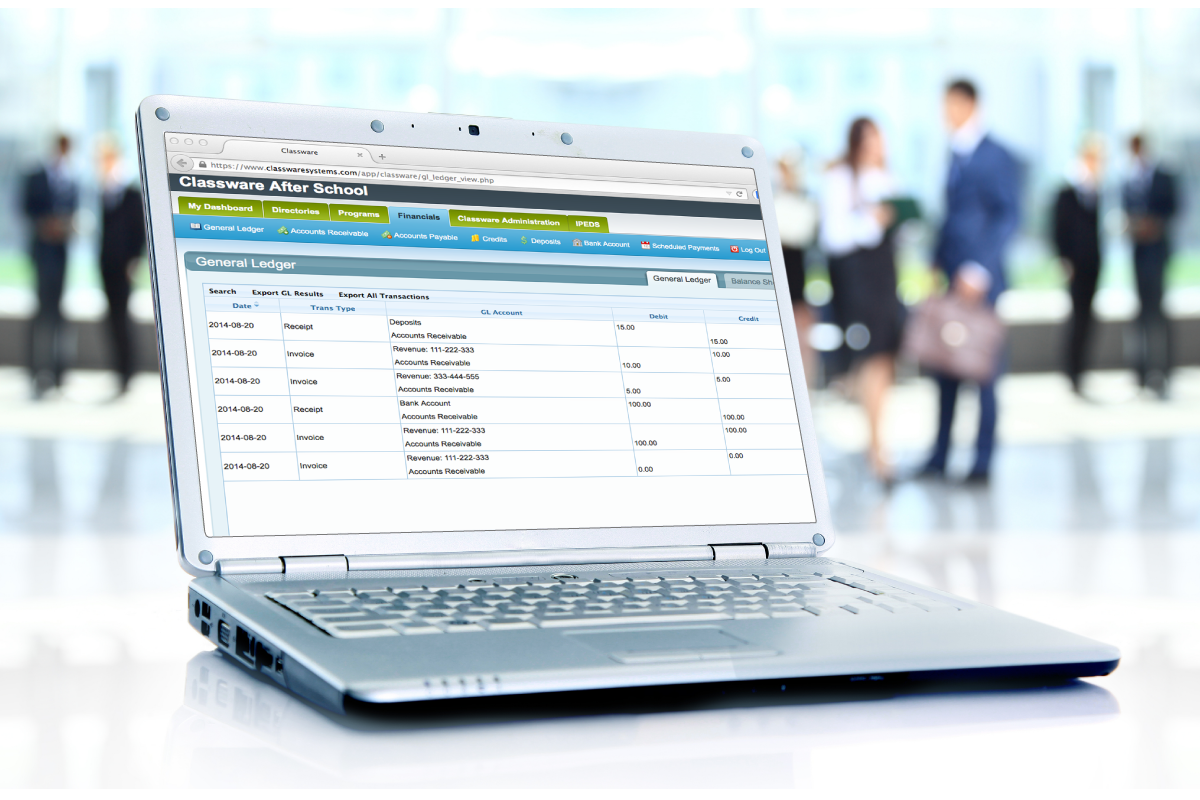 Classware
https://www.classwaresystems.com/app/classware/gl_ledger_view.php
Classware After School
My Dashboard Directories Programs Financials Classware Administration IPEDS
General Ledger Accounts Receivable Accounts Payable Credits Deposits Bank Account Scheduled Payments Log Out
General Ledger
General Ledger Balance Sh
Search Export GL Results Export All Transactions
Date Trans Type GL Account Debit Credit
2014-08-20 Receipt Deposits 15.00
Accounts Receivable 15.00
2014-08-20 Invoice Revenue: 111-222-333 10.00
Accounts Receivable 10.00
2014-08-20 Invoice Revenue: 333-444-555 5.00
Accounts Receivable 5.00
2014-08-20 Receipt Bank Account 100.00
Accounts Receivable 100.00
2014-08-20 Invoice Revenue: 111-222-333 100.00
Accounts Receivable 100.00
2014-08-20 Invoice Revenue: 111-222-333 0.00
Accounts Receivable 0.00